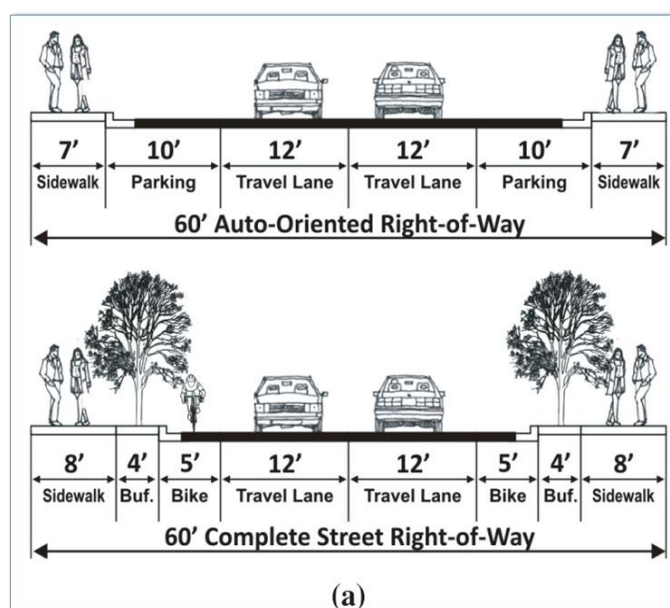 7' 10' 12' 12' 10' 7'
Sidewalk Parking Travel Lane Travel Lane Parking Sidewalk
60' Auto-Oriented Right-of-Way
8' 4' 5' 12' 12' 5' 4' 8'
Sidewalk Buf. Bike Travel Lane Travel Lane Bike Buf. Sidewalk
60' Complete Street Right-of-Way
(a)